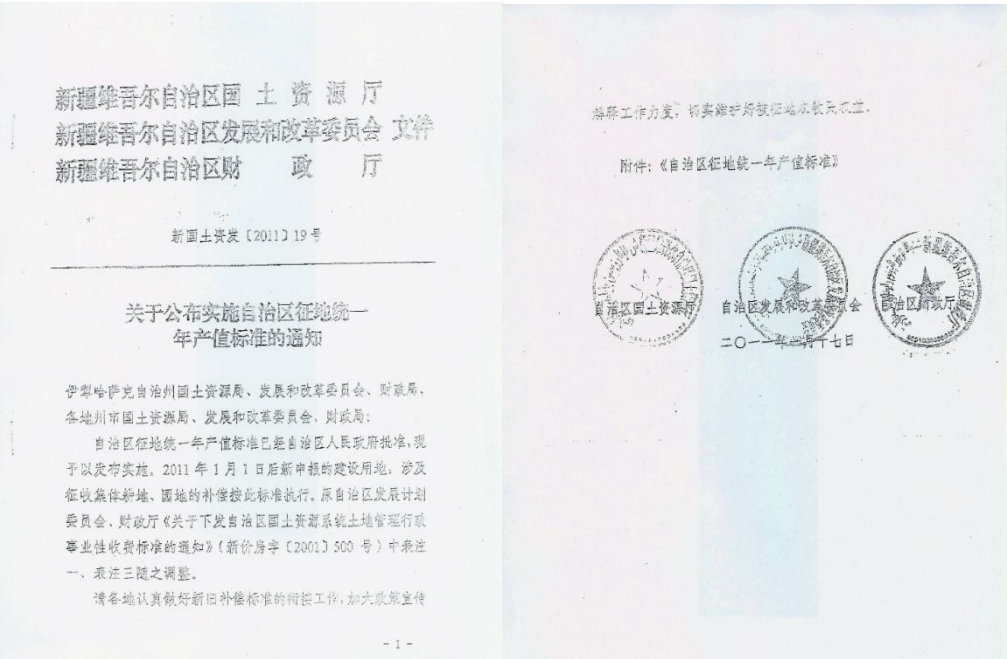 新疆维吾尔自治区国土资源厅
新疆维吾尔自治区发展和改革委员会 文件
新疆维吾尔自治区财政厅
新国土资发〔2011〕19号
关于公布实施自治区征地统一
年产值标准的通知
伊犁哈萨克自治州国土资源局、发展和改革委员会、财政局，
各地州市国土资源局、发展和改革委员会、财政局：
自治区征地统一年产值标准已经自治区人民政府批准，现
予以发布实施。2011年1月1日后新申报的建设用地，涉及
征收集体耕地、园地的补偿按此标准执行。原自治区发展计划
委员会、财政厅《关于下发自治区国土资源系统土地管理行政
事业性收费标准的通知》（新价房字〔2001〕500号）中表注
一、表注三随之调整。
请各地认真做好新旧补偿标准的衔接工作，加大政策宣传
-1-
解释工作力度，切实维护好被征地农牧民权益。
附件：《自治区征地统一年产值标准》
自治区国土资源厅 自治区发展和改革委员会 自治区财政厅
二〇一一年 月十七日